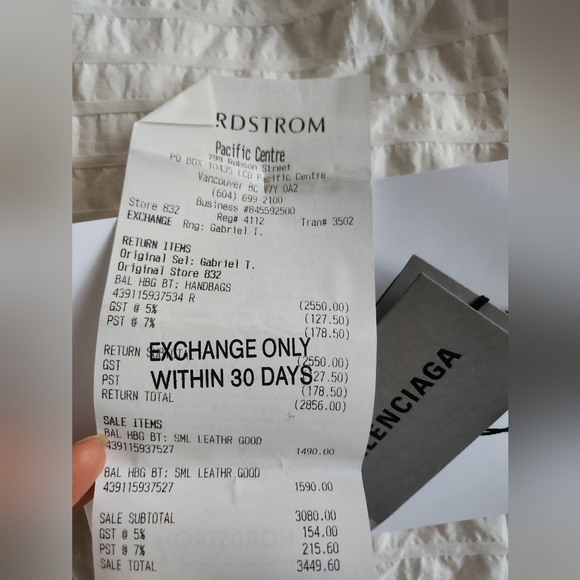 RDSTROM
Pacific Centre
799 Robson Street
PO BOX 10435 LCD Pacific Centre
Vancouver BC V7Y 0A2
(604) 699-2100
Business #845592500
Store 832 Reg# 4112 Tran# 3502
EXCHANGE Rng: Gabriel T.
RETURN ITEMS
Original Sel: Gabriel T.
Original Store 832
BAL HBG BT: HANDBAGS
439115937534 R (2550.00)
GST @ 5% (127.50)
PST @ 7% (178.50)
EXCHANGE ONLY
WITHIN 30 DAYS
RETURN (2550.00)
GST 27.50)
PST (178.50)
RETURN TOTAL (2856.00)
SALE ITEMS
BAL HBG BT: SML LEATHR GOOD
439115937527 1490.00
BAL HBG BT: SML LEATHR GOOD
439115937527 1590.00
SALE SUBTOTAL 3080.00
GST @ 5% 154.00
PST @ 7% 215.60
SALE TOTAL 3449.60
LENCIAGA